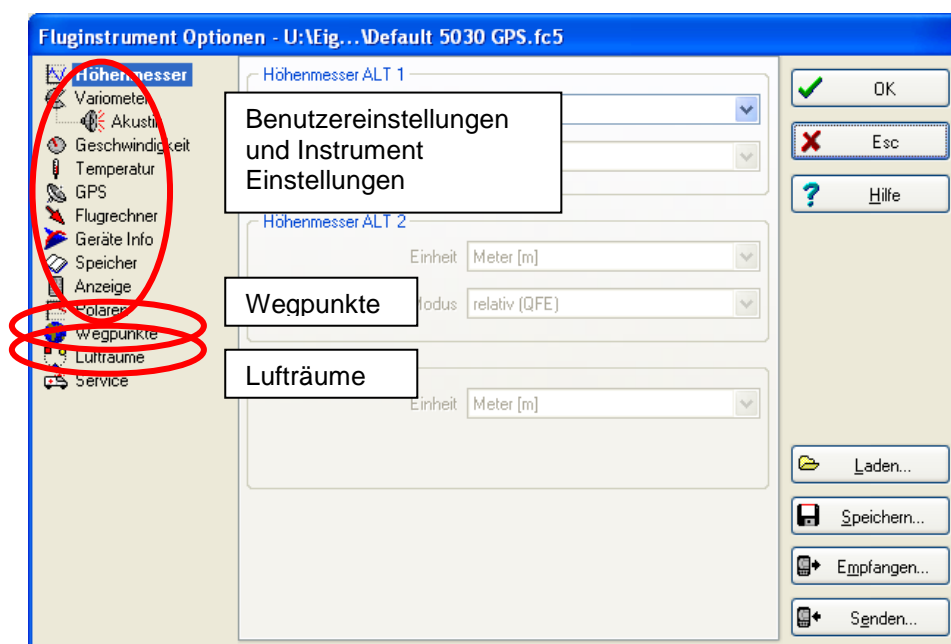 Fluginstrument Optionen - U:\Eig...\Default 5030 GPS.fc5
Höhenmesser
Variometer
Akustik
Geschwindigkeit
Temperatur
GPS
Flugrechner
Geräte Info
Speicher
Anzeige
Polaren
Wegpunkte
Lufträume
Service
Höhenmesser ALT 1
Benutzereinstellungen
und Instrument
Einstellungen
Höhenmesser ALT 2
Einheit Meter [m]
Wegpunkte
Modus relativ (QFE)
Lufträume
Einheit Meter [m]
OK
Esc
Hilfe
Laden...
Speichern...
Empfangen...
Senden...